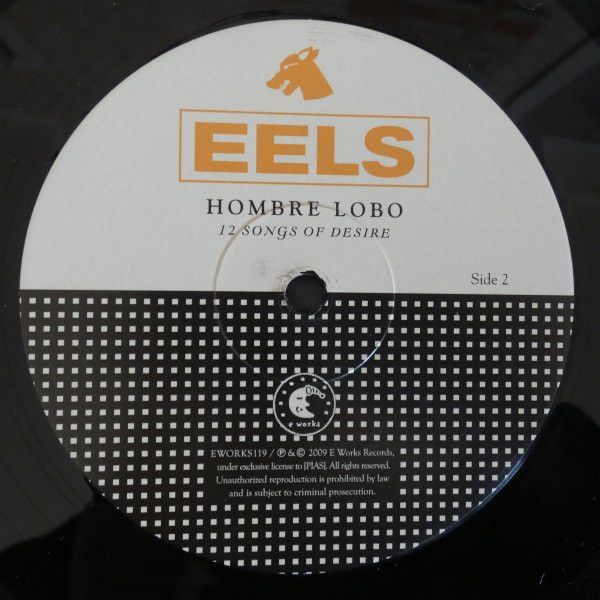 EELS
HOMBRE LOBO
12 SONGS OF DESIRE
Side 2
e works
EWORKS119 / ℗ & © 2009 E Works Records,
under exclusive license to [PIAS]. All rights reserved.
Unauthorized reproduction is prohibited by law
and is subject to criminal prosecution.